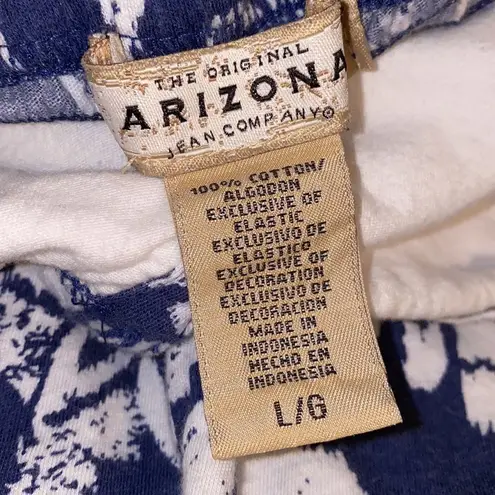 THE ORIGINAL
ARIZONA
JEAN COMPANY®
100% COTTON/
ALGODON
EXCLUSIVE OF
ELASTIC
EXCLUSIVO DE
ELASTICO
EXCLUSIVE OF
DECORATION
EXCLUSIVO DE
DECORACIÓN
MADE IN
INDONESIA
HECHO EN
INDONESIA
L/G